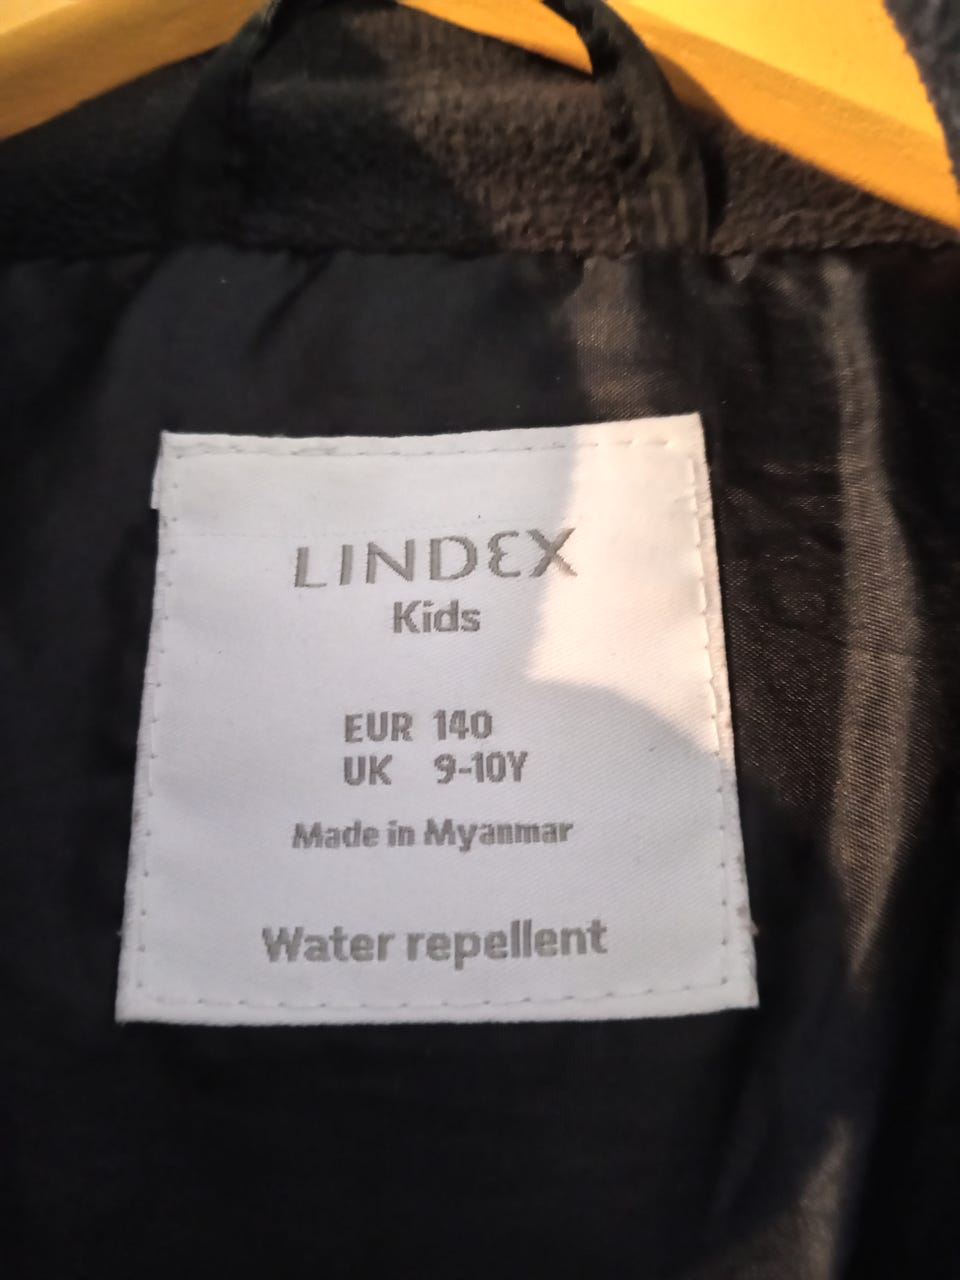 LINDEX
Kids
EUR 140
UK 9-10Y
Made in Myanmar
Water repellent